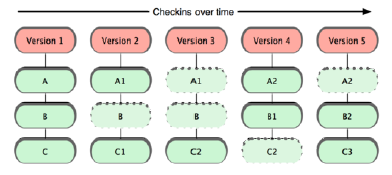 Checkins over time
Version 1 Version 2 Version 3 Version 4 Version 5
A A1 A1 A2 A2
B B B B1 B2
C C1 C2 C2 C3